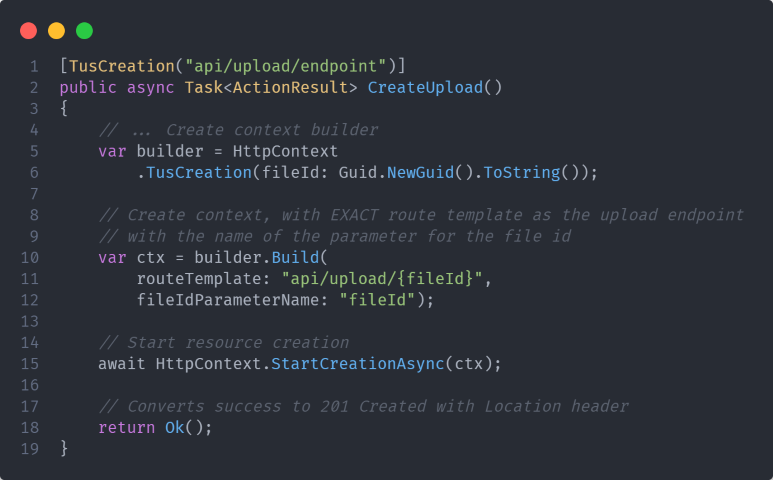 1 [TusCreation("api/upload/endpoint")]
2 public async Task<ActionResult> CreateUpload()
3 {
4     // ... Create context builder
5     var builder = HttpContext
6         .TusCreation(fileId: Guid.NewGuid().ToString());
7
8     // Create context, with EXACT route template as the upload endpoint
9     // with the name of the parameter for the file id
10     var ctx = builder.Build(
11         routeTemplate: "api/upload/{fileId}",
12         fileIdParameterName: "fileId");
13
14     // Start resource creation
15     await HttpContext.StartCreationAsync(ctx);
16
17     // Converts success to 201 Created with Location header
18     return Ok();
19 }